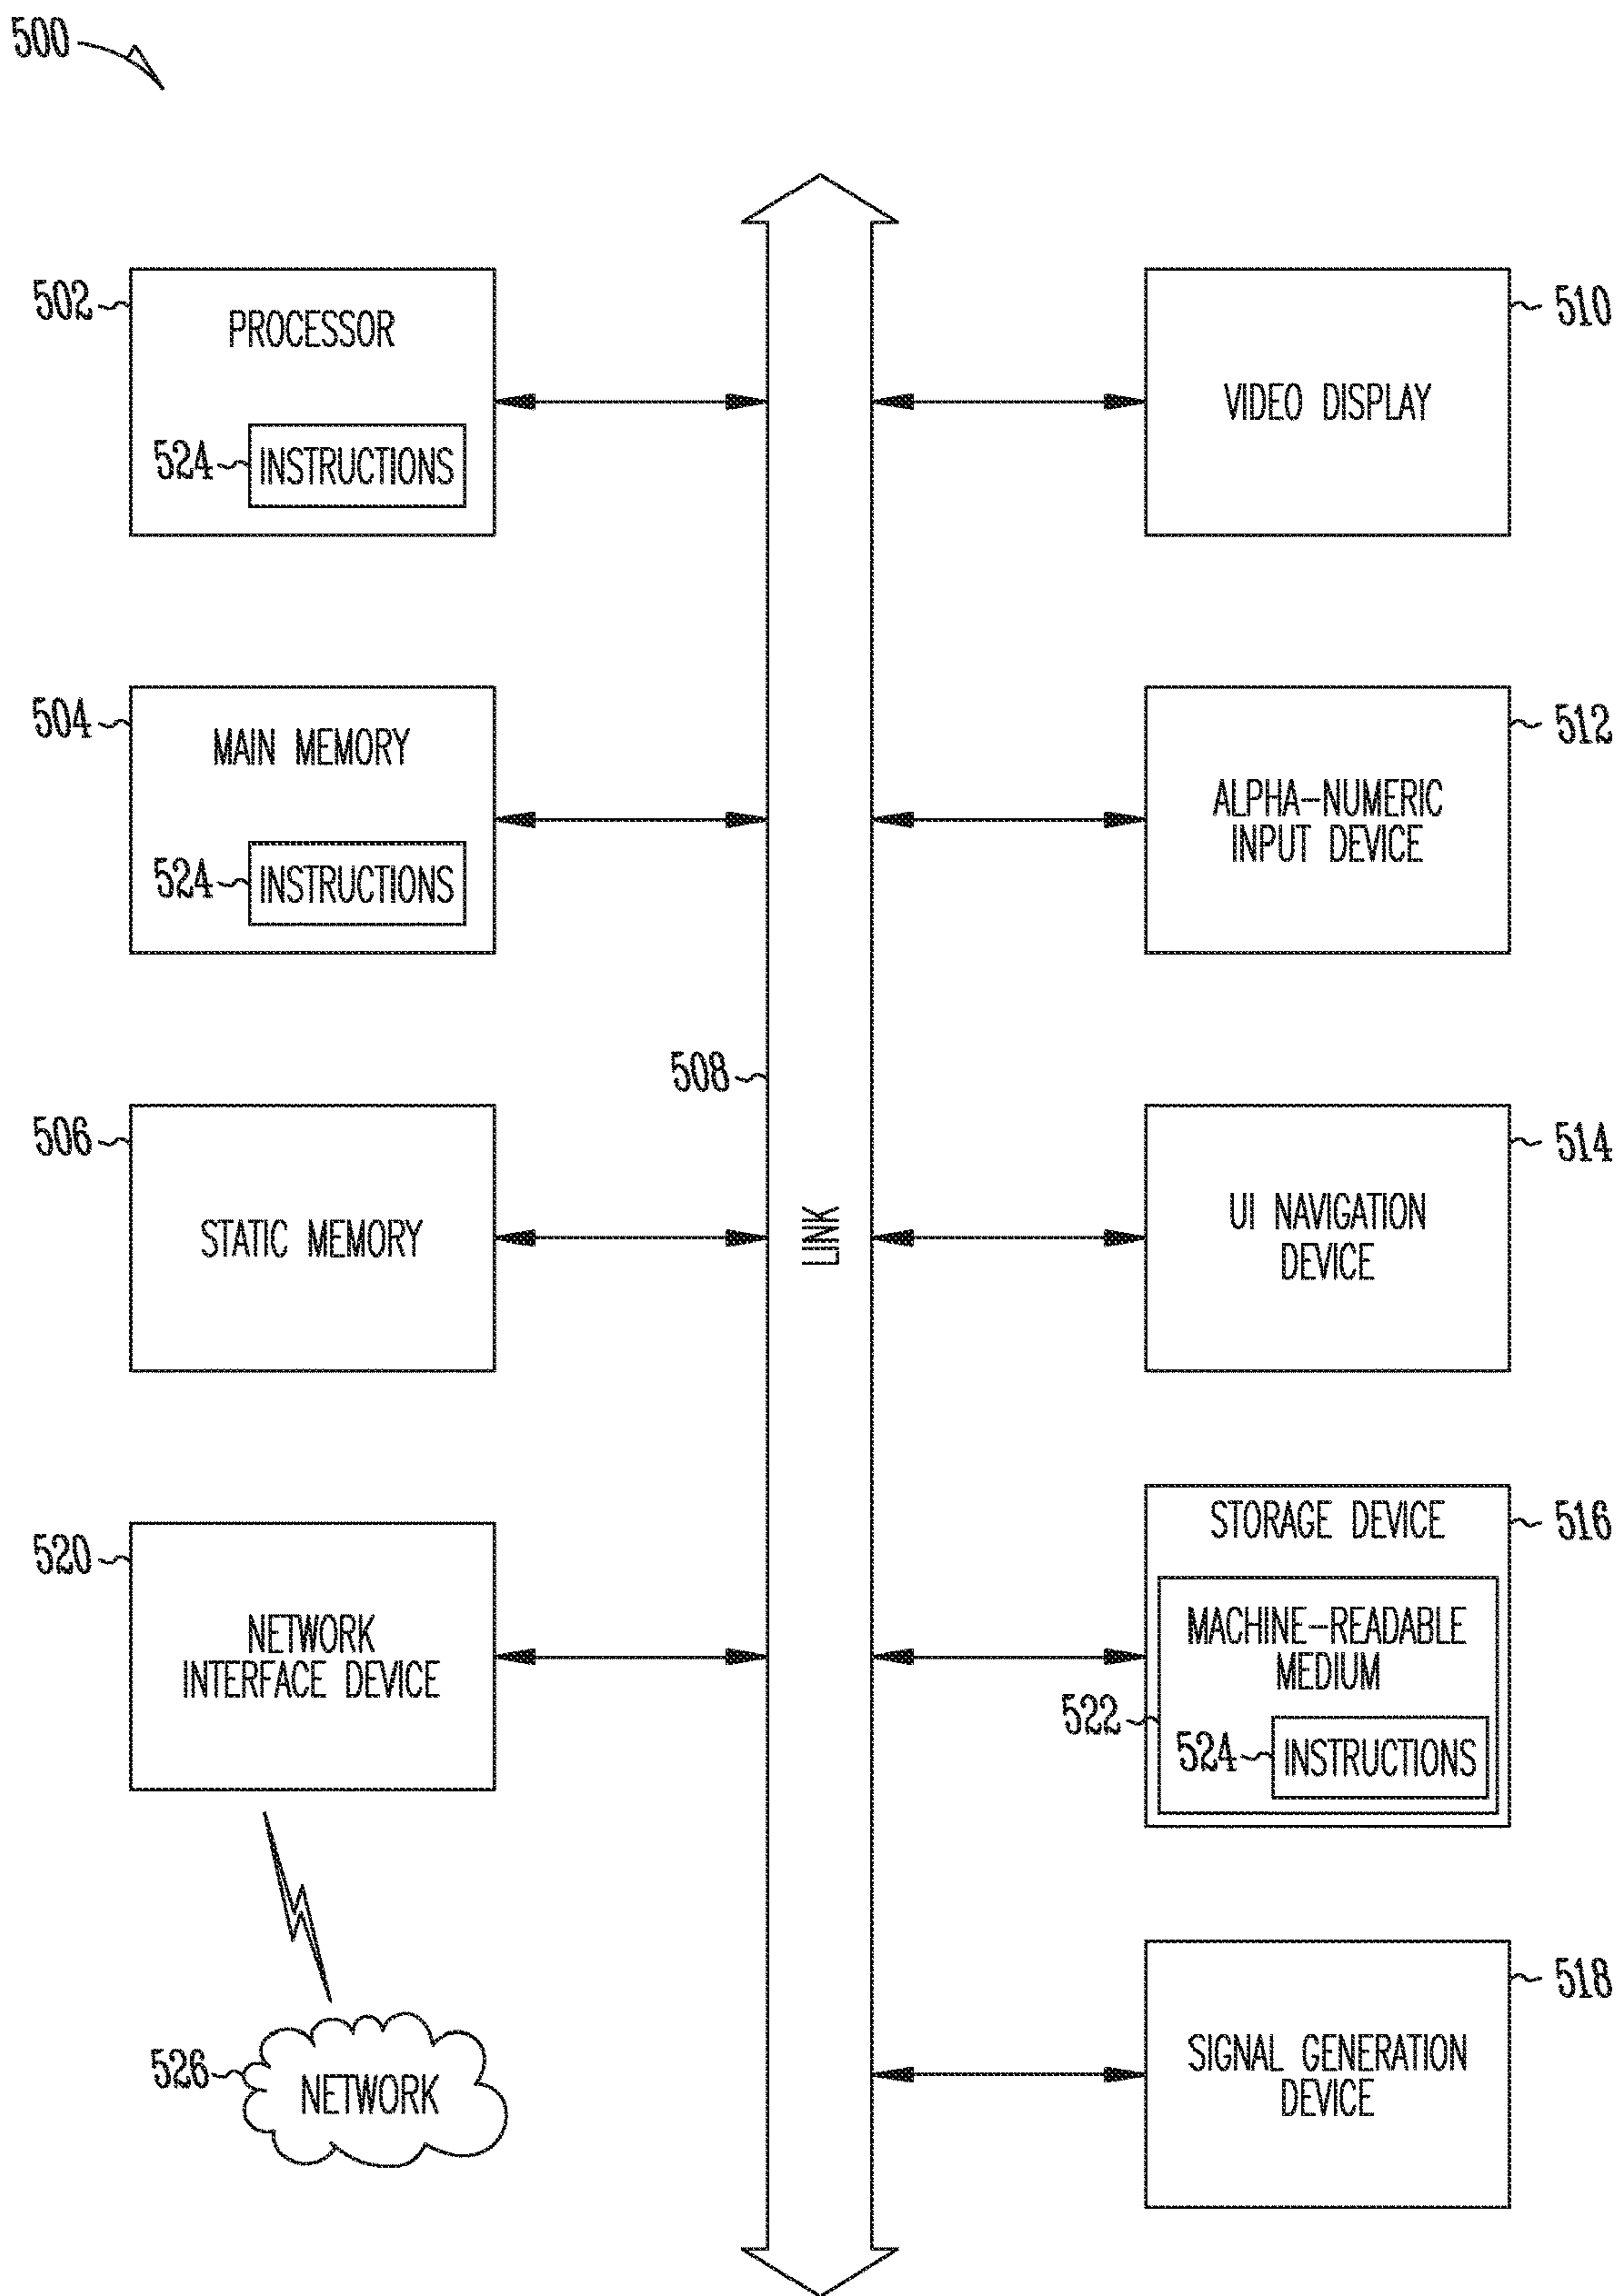 500
502
PROCESSOR
524
INSTRUCTIONS
504
MAIN MEMORY
524
INSTRUCTIONS
506
STATIC MEMORY
520
NETWORK
INTERFACE DEVICE
526
NETWORK
508
LINK
510
VIDEO DISPLAY
512
ALPHA-NUMERIC
INPUT DEVICE
514
UI NAVIGATION
DEVICE
516
STORAGE DEVICE
MACHINE-READABLE
MEDIUM
522
524
INSTRUCTIONS
518
SIGNAL GENERATION
DEVICE